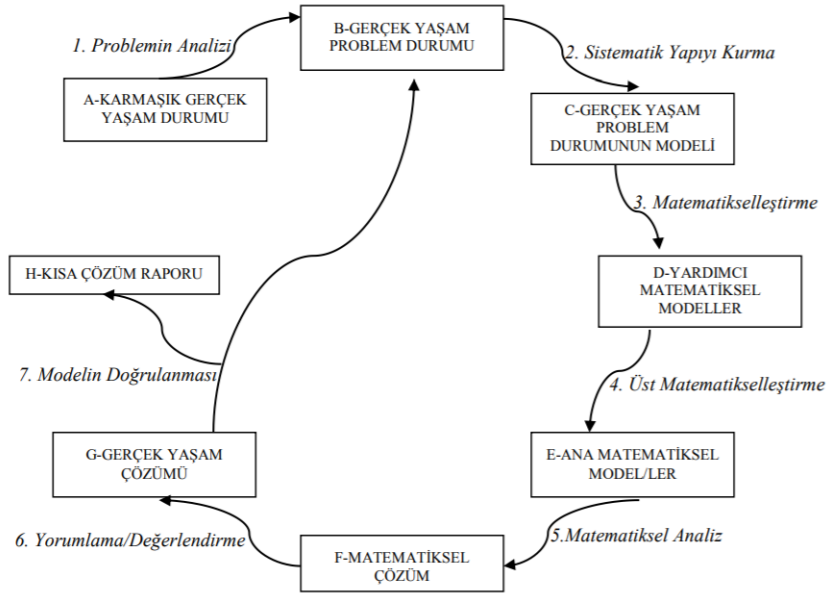 B-GERÇEK YAŞAM
PROBLEM DURUMU
1. Problemin Analizi
2. Sistematik Yapıyı Kurma
A-KARMAŞIK GERÇEK
YAŞAM DURUMU
C-GERÇEK YAŞAM
PROBLEM
DURUMUNUN MODELİ
3. Matematikselleştirme
H-KISA ÇÖZÜM RAPORU
D-YARDIMCI
MATEMATİKSEL
MODELLER
7. Modelin Doğrulanması
4. Üst Matematikselleştirme
G-GERÇEK YAŞAM
ÇÖZÜMÜ
E-ANA MATEMATİKSEL
MODEL/LER
6. Yorumlama/Değerlendirme
5.Matematiksel Analiz
F-MATEMATİKSEL
ÇÖZÜM